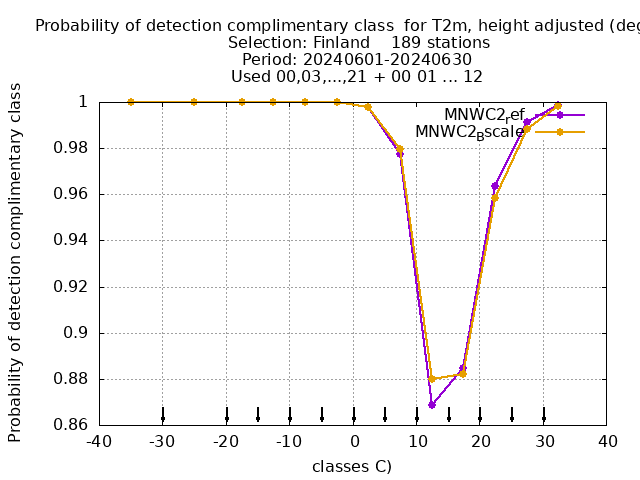 Probability of detection complimentary class  for T2m, height adjusted (deg
Selection: Finland    189 stations
Period: 20240601-20240630
Used 00,03,...,21 + 00 01 ... 12
Probability of detection complimentary class
1
0.98
0.96
0.94
0.92
0.9
0.88
0.86
MNWC2ref
MNWC2Bscale
-40 -30 -20 -10 0 10 20 30 40
classes C)